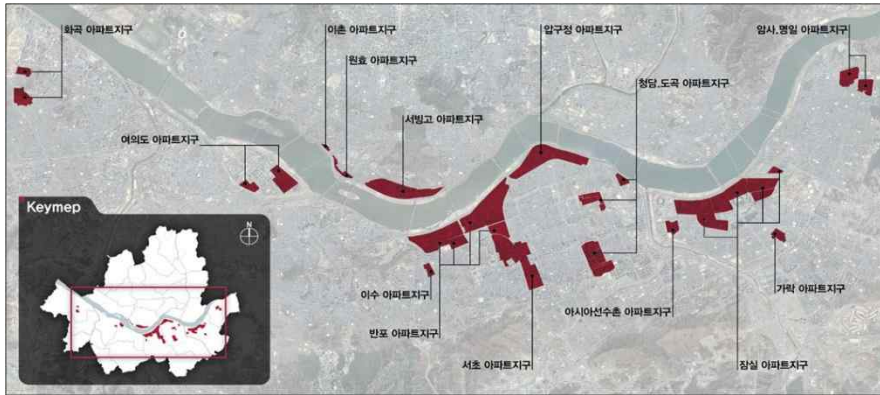 화곡 아파트지구
이촌 아파트지구
원효 아파트지구
압구정 아파트지구
암사.명일 아파트지구
청담.도곡 아파트지구
서빙고 아파트지구
여의도 아파트지구
Keymep
N
이수 아파트지구
반포 아파트지구
서초 아파트지구
아시아선수촌 아파트지구
가락 아파트지구
잠실 아파트지구